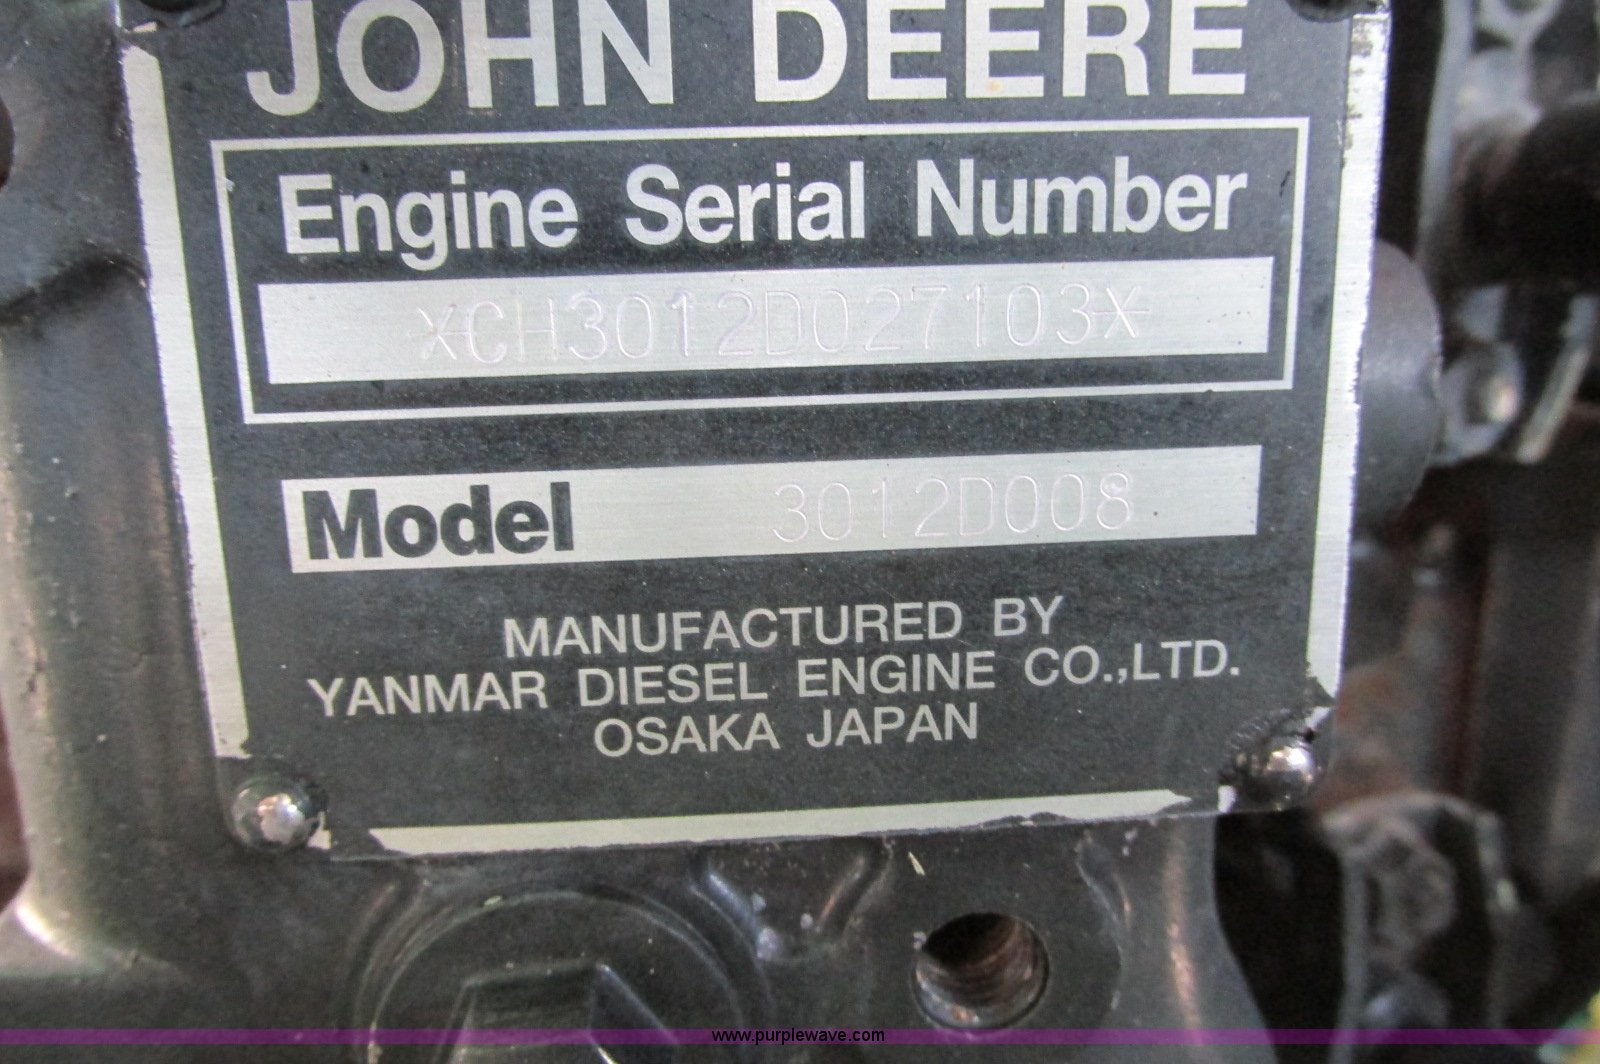 JOHN DEERE
Engine Serial Number
XCH3012D027103X
Model 3012D008
MANUFACTURED BY
YANMAR DIESEL ENGINE CO.,LTD.
OSAKA JAPAN
www.purplewave.com